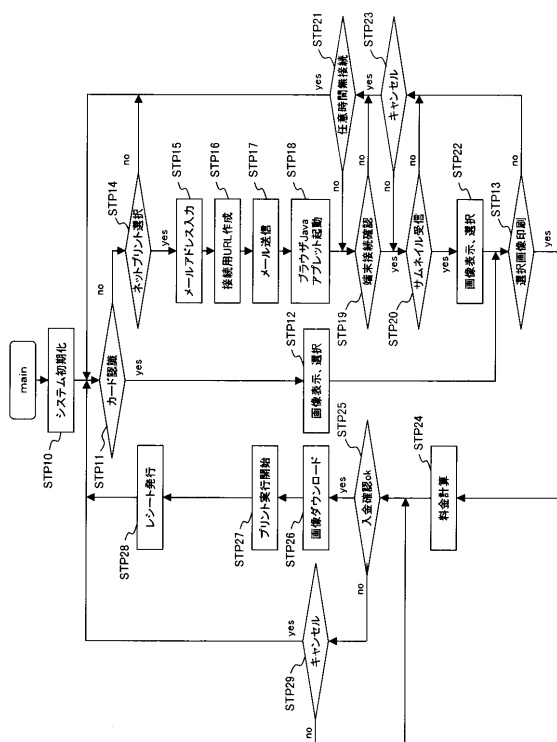 main
システム初期化
STP10
カード認識
STP11
yes
no
ネットプリント選択
STP14
yes
no
メールアドレス入力
STP15
接続用URL作成
STP16
メール送信
STP17
ブラウザJava
アプレット起動
STP18
端末接続確認
STP19
yes
no
任意時間無接続
STP21
yes
no
サムネイル受信
STP20
yes
no
キャンセル
STP23
yes
no
画像表示、選択
STP22
画像表示、選択
STP12
選択画像印刷
STP13
yes
no
料金計算
STP24
入金確認ok
STP25
yes
no
画像ダウンロード
STP26
プリント実行開始
STP27
レシート発行
STP28
キャンセル
STP29
yes
no